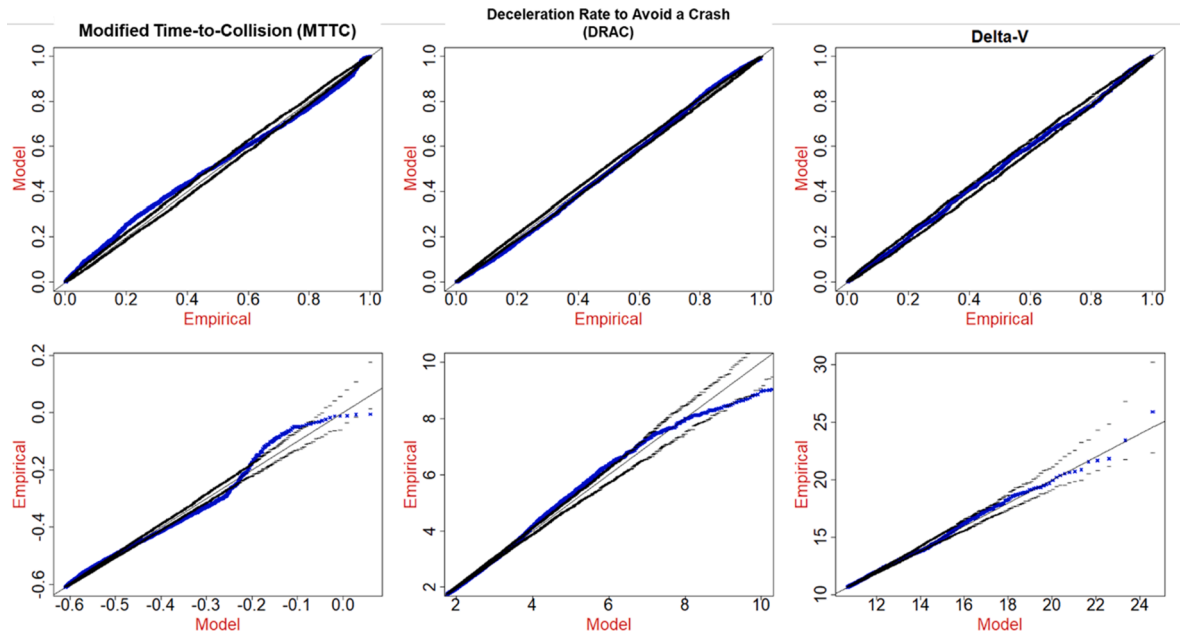 Modified Time-to-Collision (MTTC)
Deceleration Rate to Avoid a Crash
(DRAC)
Delta-V
1.0
0.8
0.6
0.4
0.2
0.0
Model
0.0 0.2 0.4 0.6 0.8 1.0
Empirical
1.0
0.8
0.6
0.4
0.2
0.0
Model
0.0 0.2 0.4 0.6 0.8 1.0
Empirical
1.0
0.8
0.6
0.4
0.2
0.0
Model
0.0 0.2 0.4 0.6 0.8 1.0
Empirical
0.2
0.0
-0.2
-0.4
-0.6
Empirical
-0.6 -0.5 -0.4 -0.3 -0.2 -0.1 0.0
Model
10
8
6
4
2
Empirical
2 4 6 8 10
Model
30
25
20
15
10
Empirical
12 14 16 18 20 22 24
Model